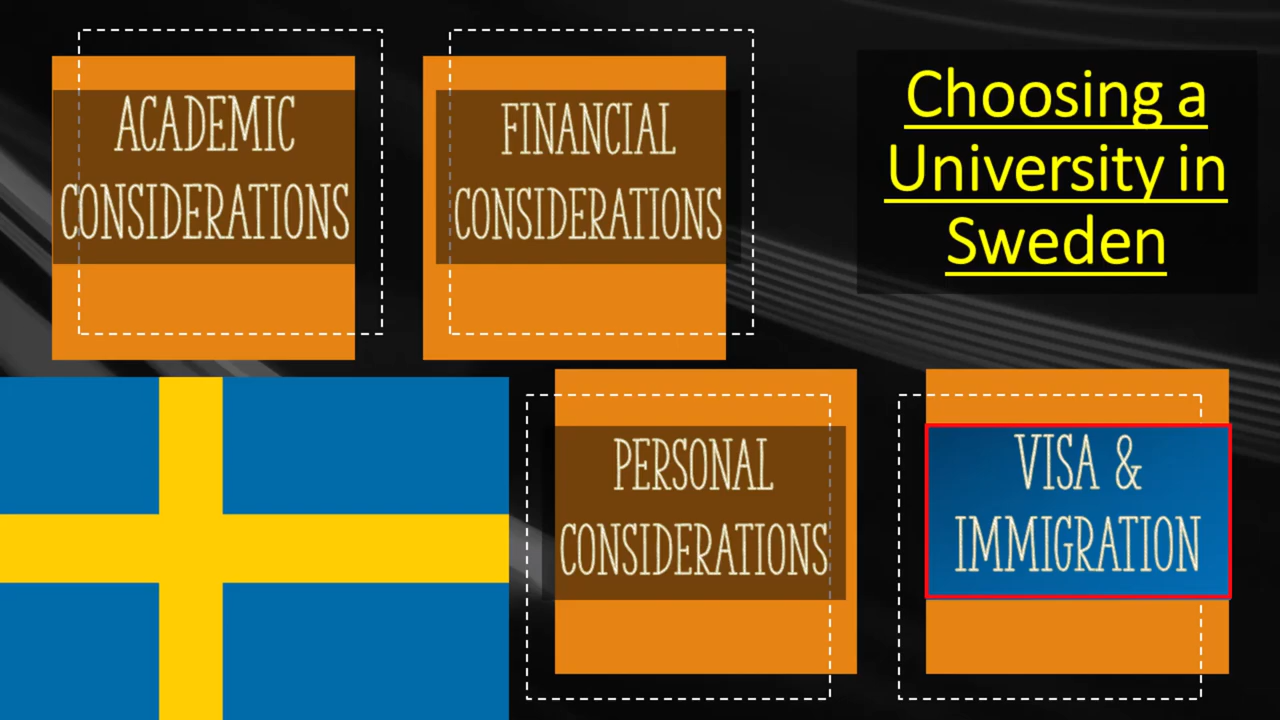 ACADEMIC
CONSIDERATIONS
FINANCIAL
CONSIDERATIONS
Choosing a
University in
Sweden
PERSONAL
CONSIDERATIONS
VISA &
IMMIGRATION